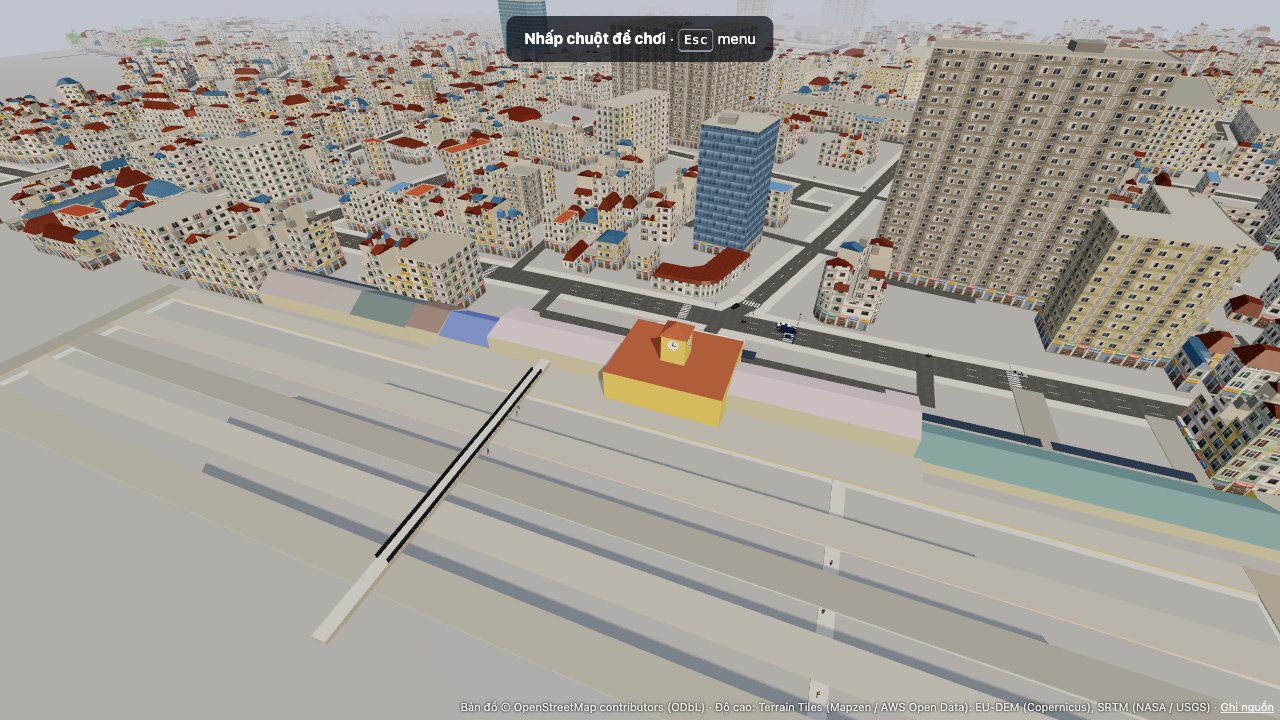 Nhấp chuột để chơi · Esc menu
Bản đồ © OpenStreetMap contributors (ODbL) · Độ cao: Terrain Tiles (Mapzen / AWS Open Data): EU-DEM (Copernicus), SRTM (NASA / USGS) · Ghi nguồn